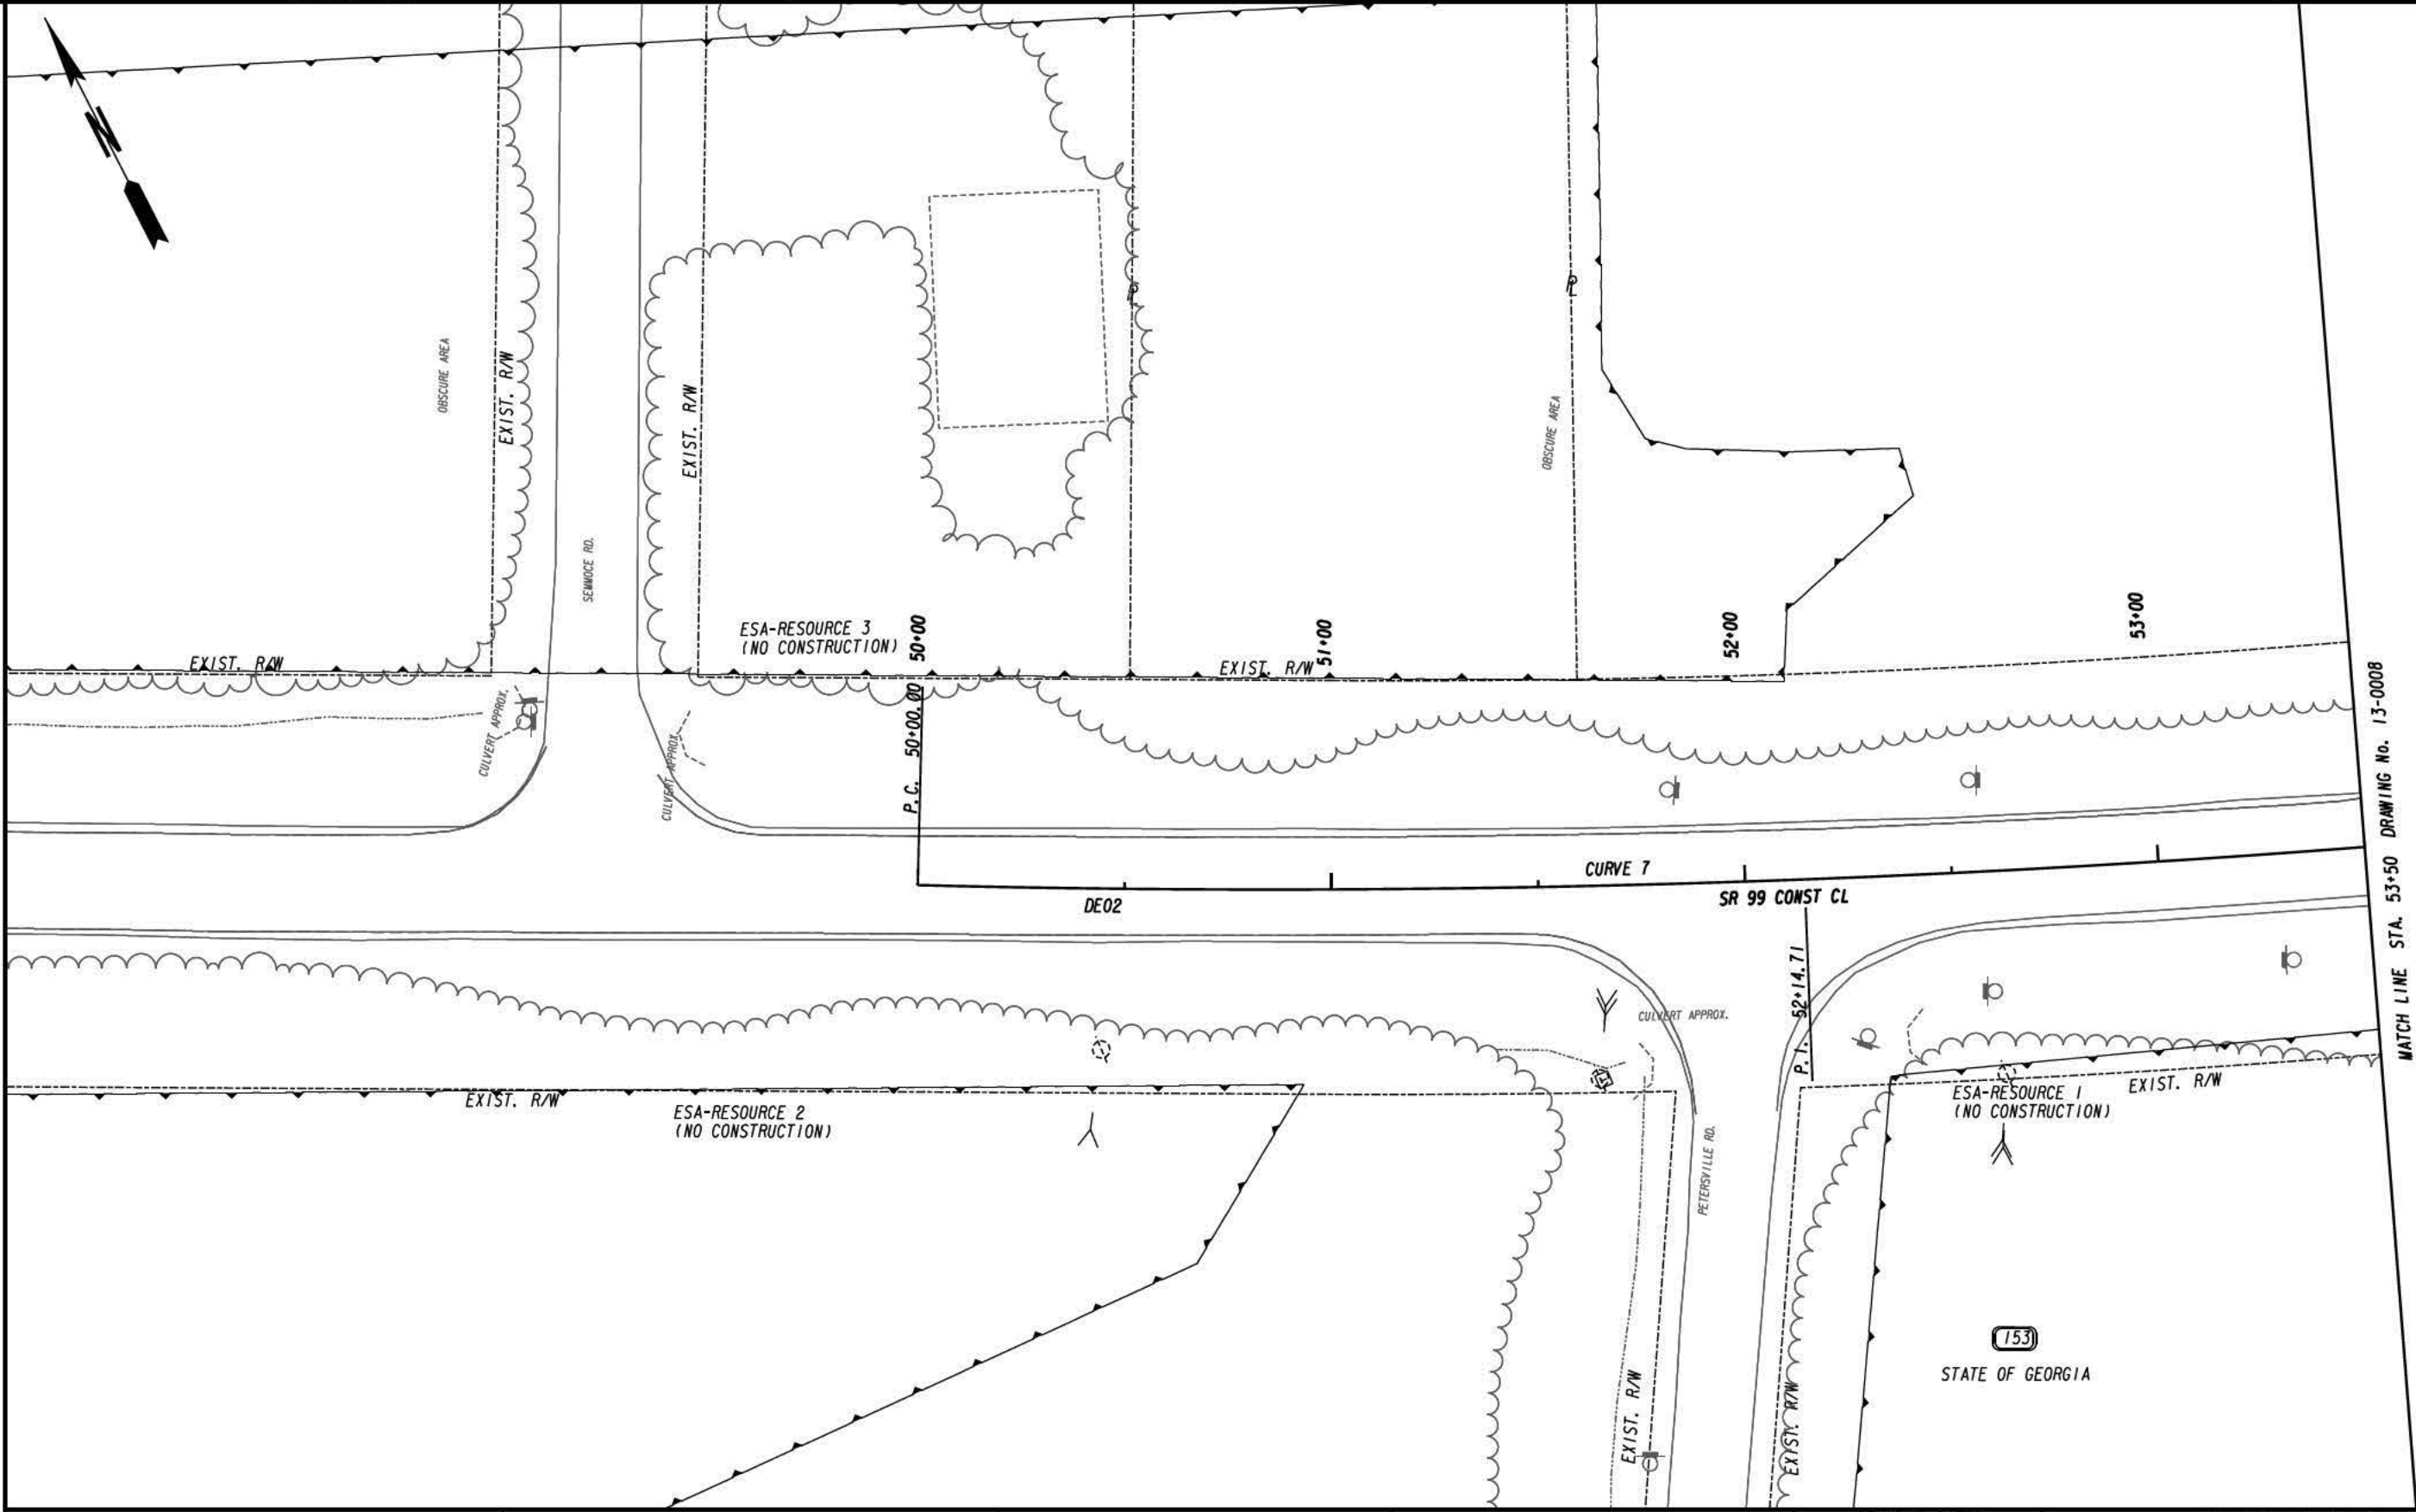 N
OBSCURE AREA
EXIST. R/W
EXIST. R/W
SEMMOCE RD.
PL
PL
OBSCURE AREA
ESA-RESOURCE 3
(NO CONSTRUCTION)
50+00
51+00
52+00
53+00
EXIST. R/W
EXIST. R/W
CULVERT APPROX.
CULVERT APPROX.
P.C. 50+00.00
CURVE 7
DE02
SR 99 CONST CL
P.I. 52+14.71
CULVERT APPROX.
EXIST. R/W
ESA-RESOURCE 2
(NO CONSTRUCTION)
ESA-RESOURCE 1
(NO CONSTRUCTION)
EXIST. R/W
PETERSVILLE RD.
EXIST. R/W
EXIST. R/W
153
STATE OF GEORGIA
MATCH LINE STA. 53+50 DRAWING No. 13-0008